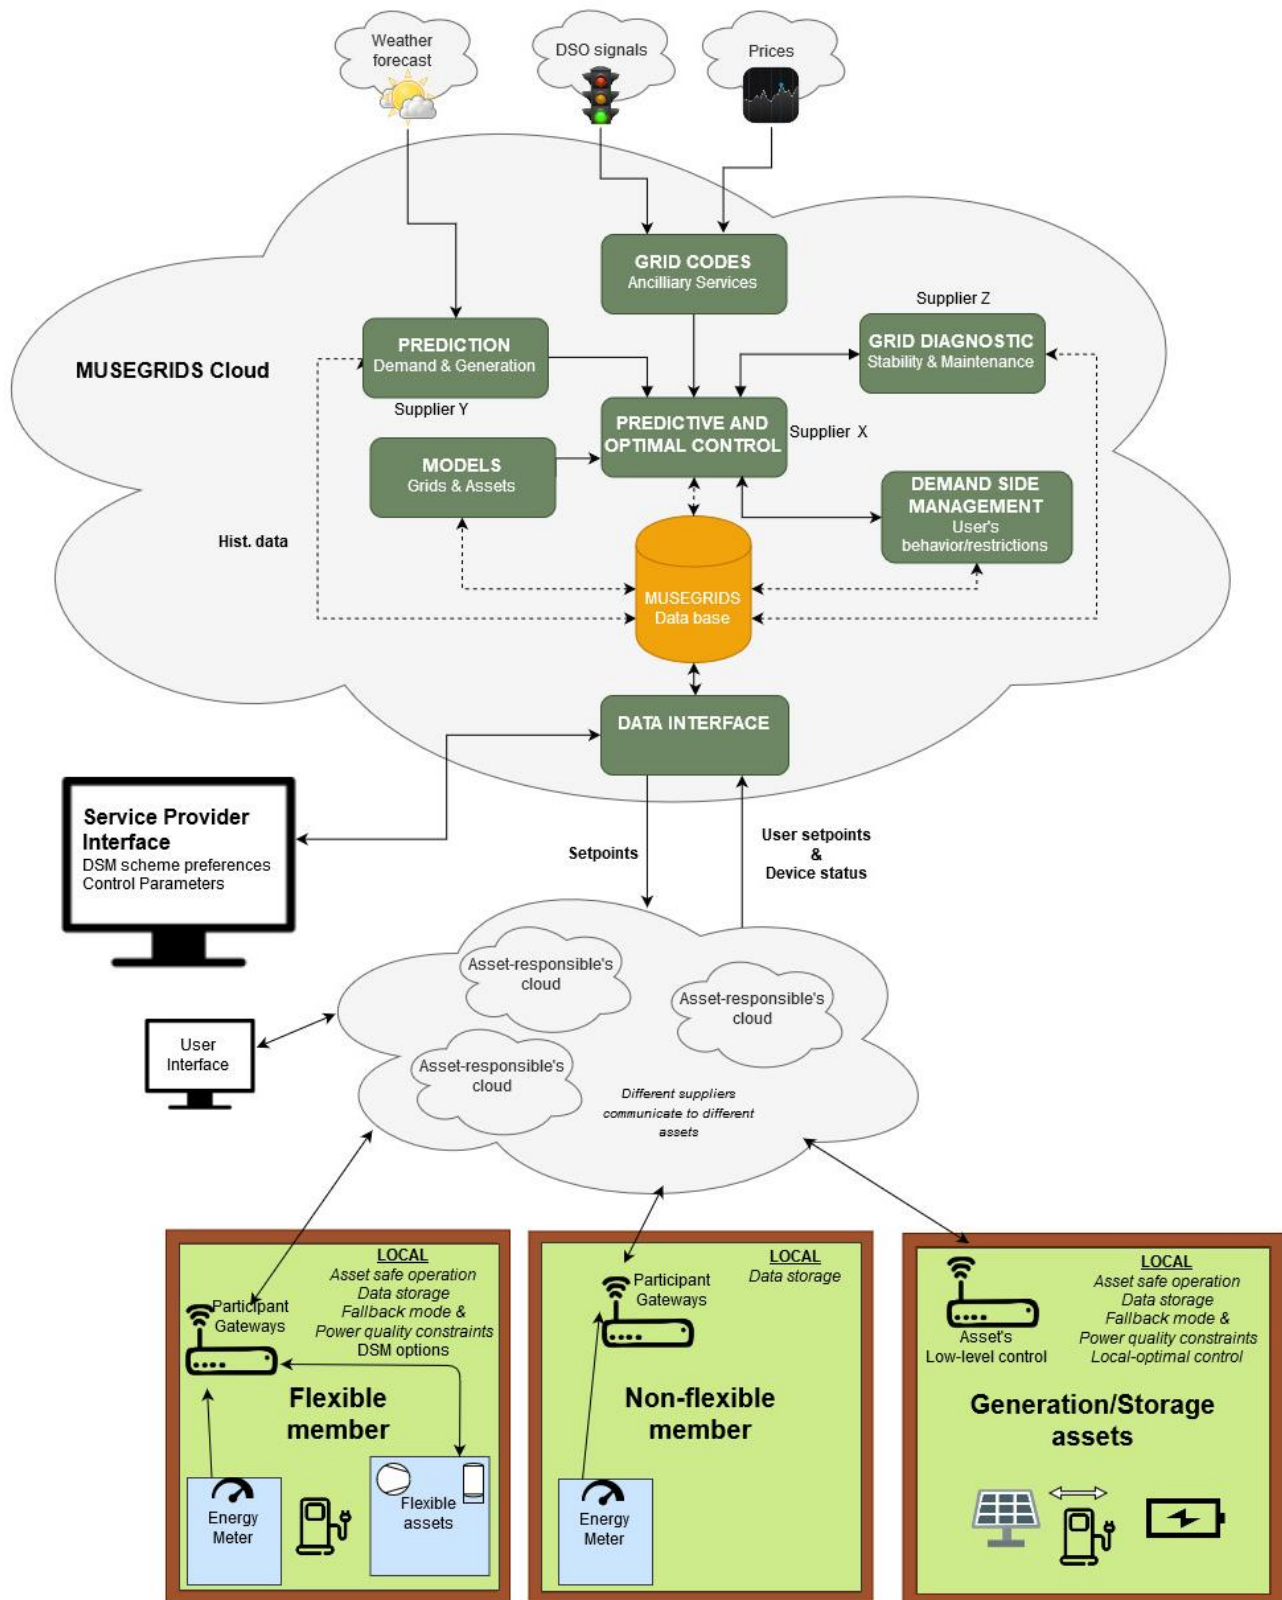 Weather
forecast
DSO signals
Prices
GRID CODES
Ancilliary Services
Supplier Z
PREDICTION
Demand & Generation
GRID DIAGNOSTIC
Stability & Maintenance
MUSEGRIDS Cloud
Supplier Y
PREDICTIVE AND
OPTIMAL CONTROL
Supplier X
MODELS
Grids & Assets
DEMAND SIDE
MANAGEMENT
User's
behavior/restrictions
Hist. data
MUSEGRIDS
Data base
DATA INTERFACE
Service Provider
Interface
DSM scheme preferences
Control Parameters
Setpoints
User setpoints
&
Device status
Asset-responsible's
cloud
Asset-responsible's
cloud
User
Interface
Asset-responsible's
cloud
Different suppliers
communicate to different
assets
LOCAL
Asset safe operation
Data storage
Fallback mode &
Power quality constraints
DSM options
Participant
Gateways
Flexible
member
Energy
Meter
Flexible
assets
LOCAL
Data storage
Participant
Gateways
Non-flexible
member
Energy
Meter
LOCAL
Asset safe operation
Data storage
Fallback mode &
Power quality constraints
Local-optimal control
Asset's
Low-level control
Generation/Storage
assets